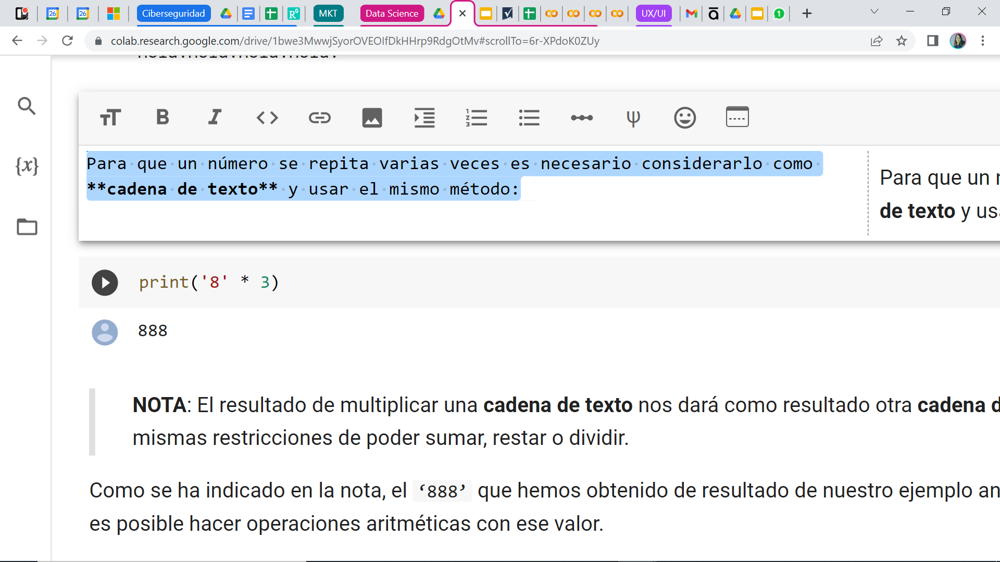 26
26
Ciberseguridad
MKT
Data Science
UX/UI
1
colab.research.google.com/drive/1bwe3MwwjSyorOVEOIfDkHHrp9RdgOtMv#scrollTo=6r-XPdoK0ZUy
Para que un número se repita varias veces es necesario considerarlo como
**cadena de texto** y usar el mismo método:
Para que un
de texto y us
print('8' * 3)
888
NOTA: El resultado de multiplicar una cadena de texto nos dará como resultado otra cadena d
mismas restricciones de poder sumar, restar o dividir.
Como se ha indicado en la nota, el ‘888’ que hemos obtenido de resultado de nuestro ejemplo an
es posible hacer operaciones aritméticas con ese valor.